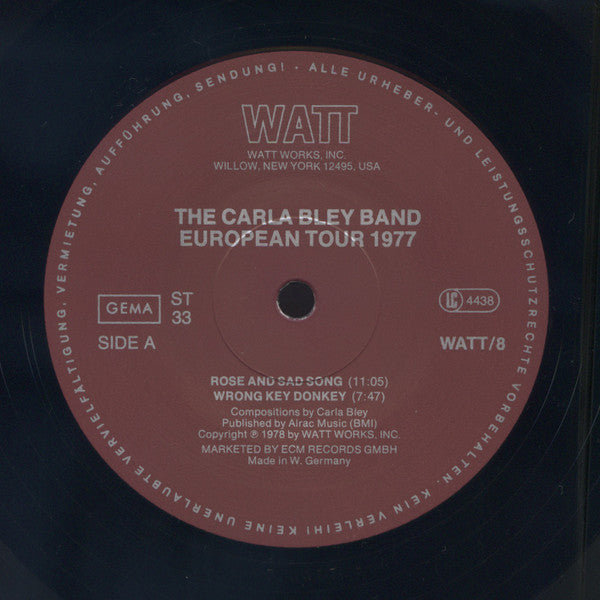 WATT
WATT WORKS, INC.
WILLOW, NEW YORK 12495, USA
THE CARLA BLEY BAND
EUROPEAN TOUR 1977
GEMA
ST
33
SIDE A
LC 4438
WATT/8
ROSE AND SAD SONG (11:05)
WRONG KEY DONKEY (7:47)
Compositions by Carla Bley
Published by Alrac Music (BMI)
Copyright ℗ 1978 by WATT WORKS, INC.
MARKETED BY ECM RECORDS GMBH
Made in W. Germany
ALLE URHEBER- UND LEISTUNGSSCHUTZRECHTE VORBEHALTEN. · KEIN VERLEIH! KEINE UNERLAUBTE VERVIELFÄLTIGUNG, VERMIETUNG, AUFFÜHRUNG, SENDUNG! ·